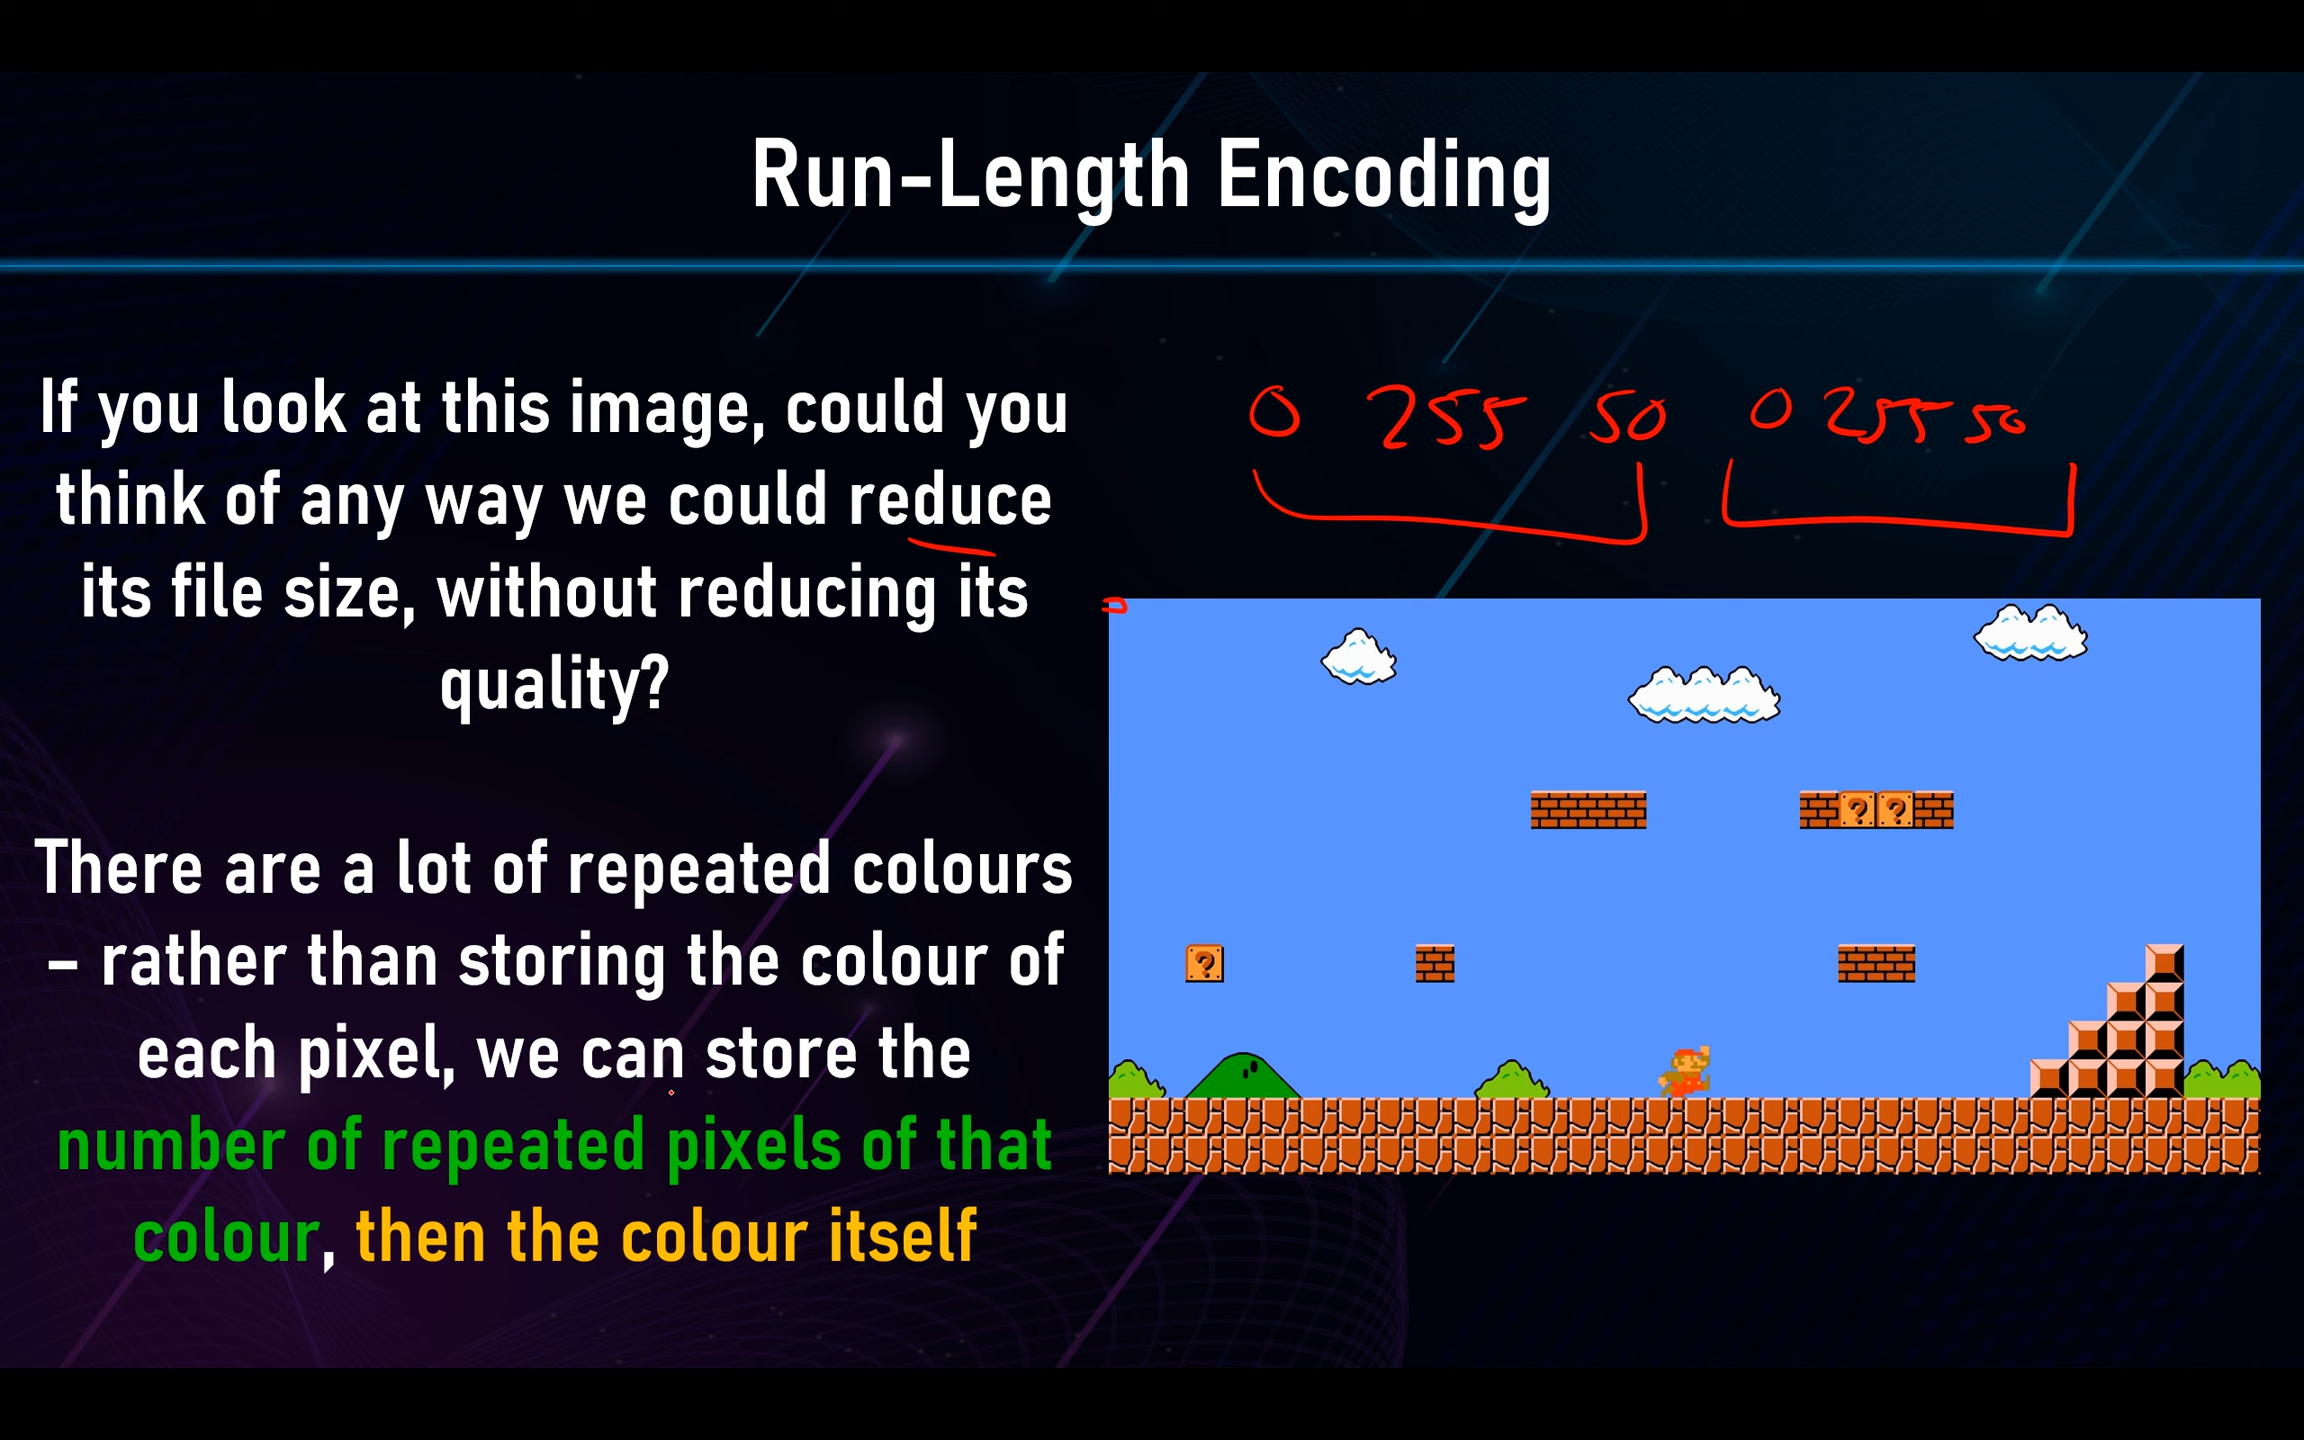 Run-Length Encoding
If you look at this image, could you
think of any way we could reduce
its file size, without reducing its
quality?
There are a lot of repeated colours
– rather than storing the colour of
each pixel, we can store the
number of repeated pixels of that
colour, then the colour itself
0 255 50 0 255 50
? ?
?